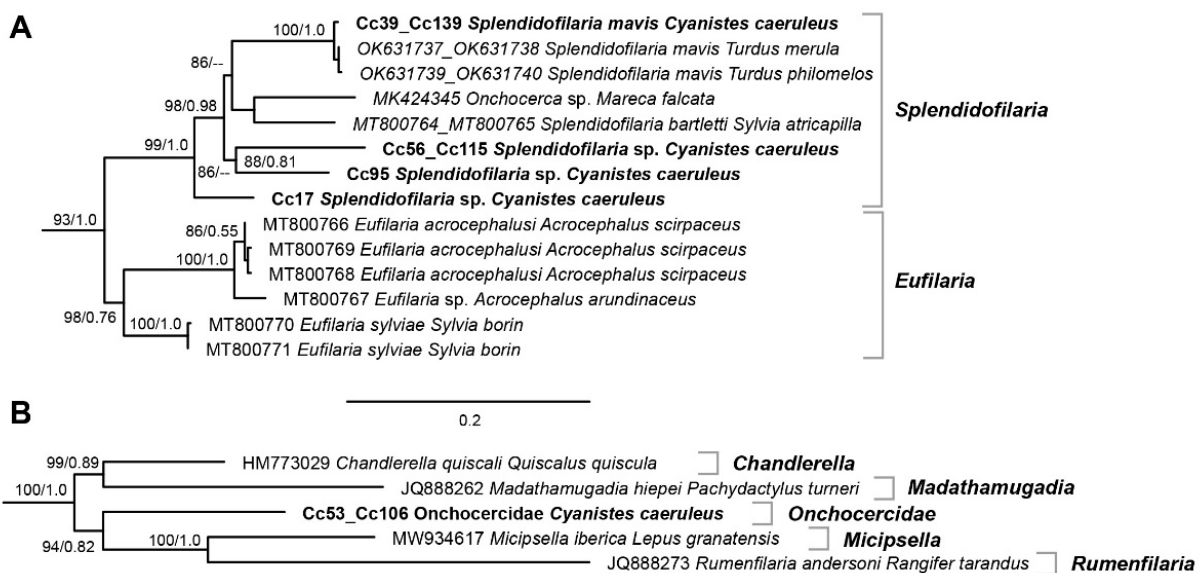 A
100/1.0
Cc39_Cc139 Splendidofilaria mavis Cyanistes caeruleus
OK631737_OK631738 Splendidofilaria mavis Turdus merula
86/--
OK631739_OK631740 Splendidofilaria mavis Turdus philomelos
98/0.98
MK424345 Onchocerca sp. Mareca falcata
Splendidofilaria
MT800764_MT800765 Splendidofilaria bartletti Sylvia atricapilla
99/1.0
Cc56_Cc115 Splendidofilaria sp. Cyanistes caeruleus
88/0.81
86/--
Cc95 Splendidofilaria sp. Cyanistes caeruleus
Cc17 Splendidofilaria sp. Cyanistes caeruleus
93/1.0
MT800766 Eufilaria acrocephalusi Acrocephalus scirpaceus
86/0.55
MT800769 Eufilaria acrocephalusi Acrocephalus scirpaceus
100/1.0
MT800768 Eufilaria acrocephalusi Acrocephalus scirpaceus
Eufilaria
MT800767 Eufilaria sp. Acrocephalus arundinaceus
98/0.76
100/1.0
MT800770 Eufilaria sylviae Sylvia borin
MT800771 Eufilaria sylviae Sylvia borin
0.2
B
99/0.89
HM773029 Chandlerella quiscali Quiscalus quiscula
Chandlerella
100/1.0
JQ888262 Madathamugadia hiepei Pachydactylus turneri
Madathamugadia
Cc53_Cc106 Onchocercidae Cyanistes caeruleus
Onchocercidae
94/0.82
100/1.0
MW934617 Micipsella iberica Lepus granatensis
Micipsella
JQ888273 Rumenfilaria andersoni Rangifer tarandus
Rumenfilaria